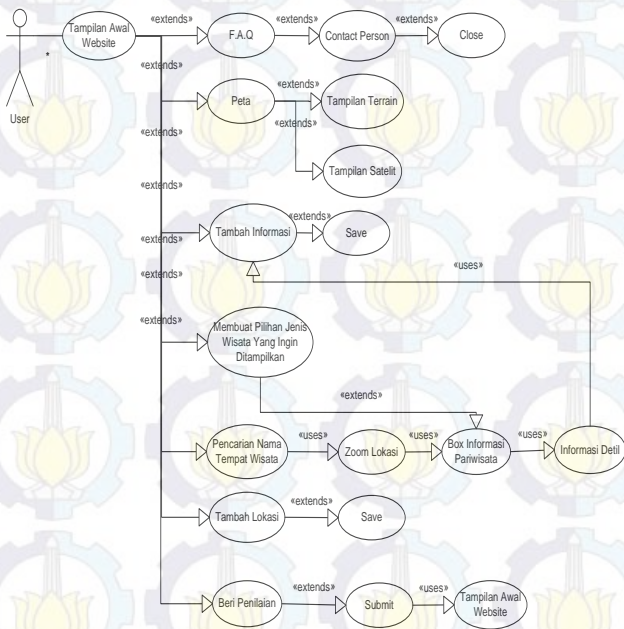 «extends»
«extends»
«extends»
Tampilan Awal
Website
F.A.Q
Contact Person
Close
*
User
«extends»
«extends»
Peta
Tampilan Terrain
«extends»
«extends»
Tampilan Satelit
«extends»
«extends»
Tambah Informasi
Save
«extends»
«uses»
«extends»
«extends»
Membuat Pilihan Jenis
Wisata Yang Ingin
Ditampilkan
«extends»
Pencarian Nama
Tempat Wisata
«uses»
Zoom Lokasi
«uses»
Box Informasi
Pariwisata
«uses»
Informasi Detil
Tambah Lokasi
«extends»
Save
Beri Penilaian
«extends»
Submit
«uses»
Tampilan Awal
Website